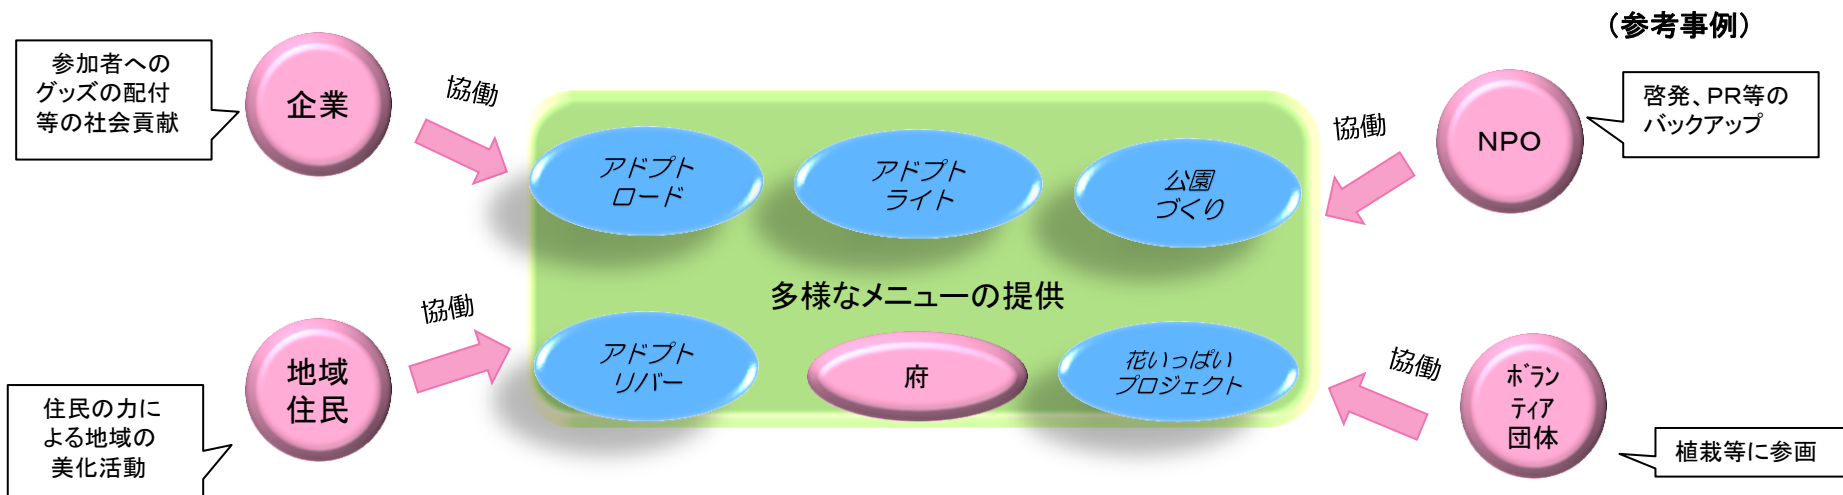 (参考事例)
参加者への
グッズの配付
等の社会貢献
企業
協働
協働
NPO
啓発、PR等の
バックアップ
アドプト
ロード
アドプト
ライト
公園
づくり
多様なメニューの提供
協働
地域
住民
住民の力に
よる地域の
美化活動
アドプト
リバー
府
花いっぱい
プロジェクト
協働
ﾎﾞﾗﾝ
ﾃｨｱ
団体
植栽等に参画